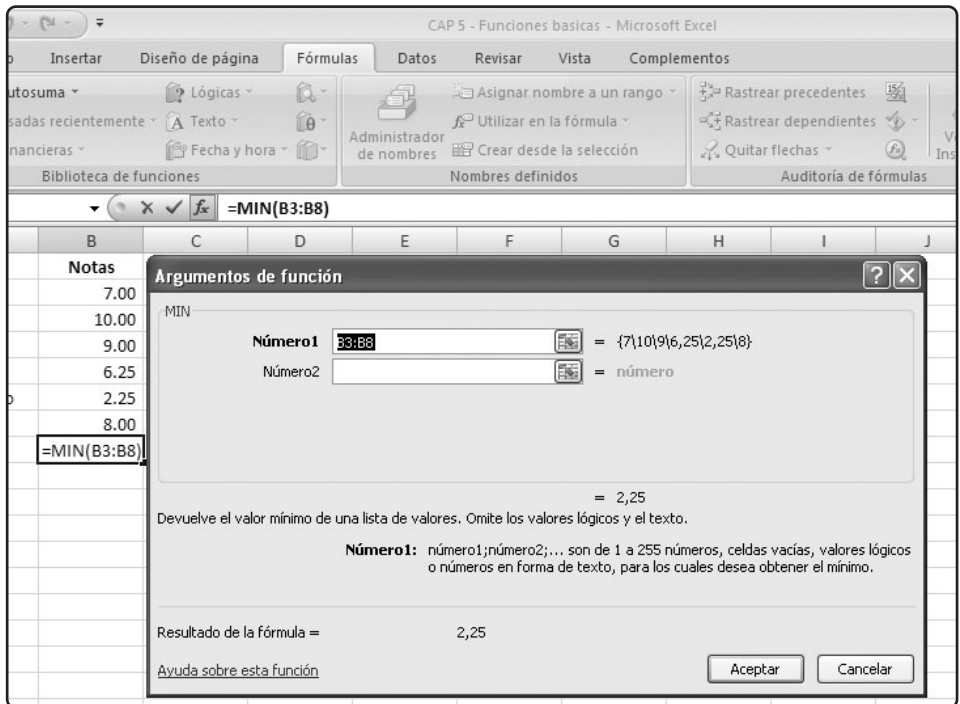 CAP 5 - Funciones basicas - Microsoft Excel
Insertar Diseño de página Fórmulas Datos Revisar Vista Complementos
utosuma Lógicas Asignar nombre a un rango Rastrear precedentes
sadas recientemente Texto Utilizar en la fórmula Rastrear dependientes
nancieras Fecha y hora Administrador de nombres Crear desde la selección Quitar flechas Ins
Biblioteca de funciones Nombres definidos Auditoría de fórmulas
fx =MIN(B3:B8)
B C D E F G H I J
Notas
7.00
10.00
9.00
6.25
2.25
8.00
=MIN(B3:B8)
Argumentos de función
MIN
Número1 B3:B8 = {7\10\9\6,25\2,25\8}
Número2 = número
= 2,25
Devuelve el valor mínimo de una lista de valores. Omite los valores lógicos y el texto.
Número1: número1;número2;... son de 1 a 255 números, celdas vacías, valores lógicos
o números en forma de texto, para los cuales desea obtener el mínimo.
Resultado de la fórmula = 2,25
Ayuda sobre esta función Aceptar Cancelar